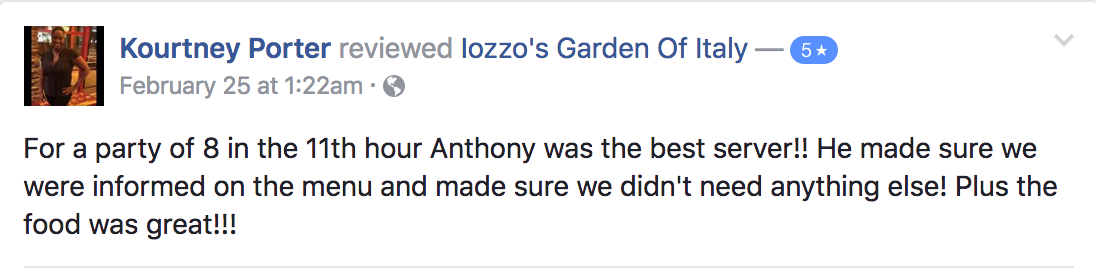 Kourtney Porter reviewed Iozzo's Garden Of Italy — 5★
February 25 at 1:22am ·
For a party of 8 in the 11th hour Anthony was the best server!! He made sure we
were informed on the menu and made sure we didn't need anything else! Plus the
food was great!!!